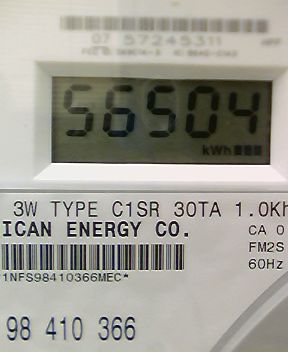 07 57245311
56504
kWh
3W TYPE C1SR 30TA 1.0Kh
ICAN ENERGY CO.
CA 0
FM2S
60Hz
1NFS98410366MEC*
98 410 366